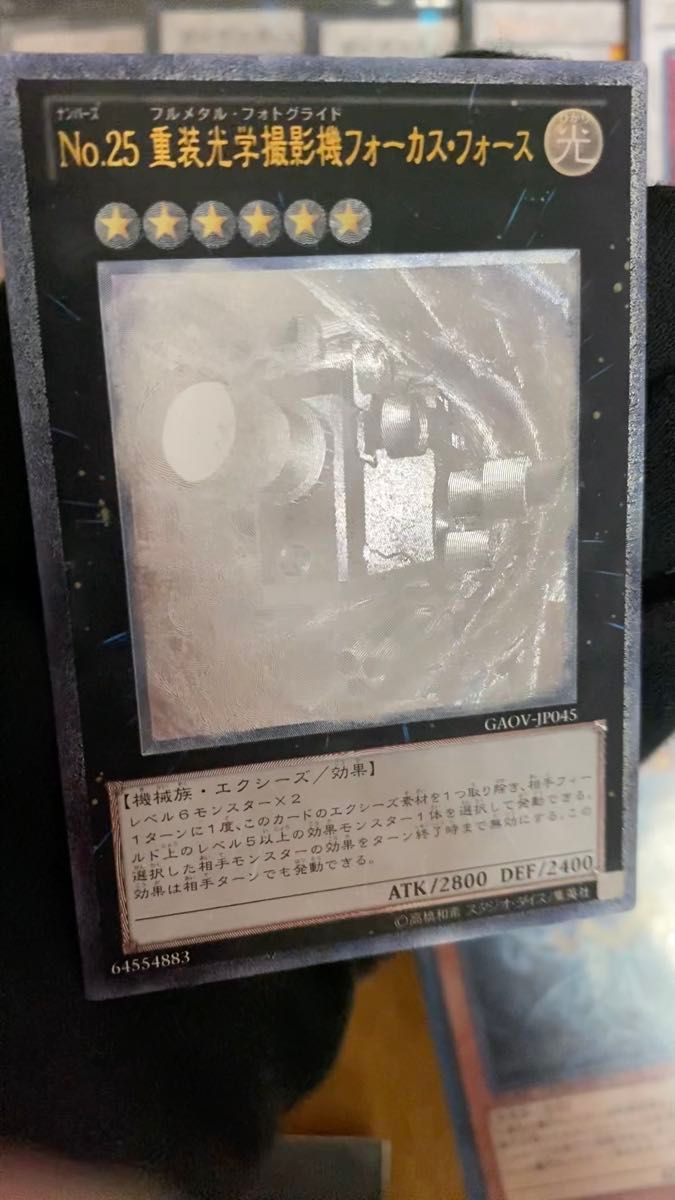 ナンバーズ フルメタル・フォトグライド
No.25 重装光学撮影機フォーカス・フォース
ひかり
光
GAOV-JP045
【機械族・エクシーズ/効果】
レベル6モンスター×2
1ターンに1度、このカードのエクシーズ素材を1つ取り除き、相手フィー
ルド上のレベル5以上の効果モンスター1体を選択して発動できる。
選択した相手モンスターの効果をターン終了時まで無効にする。この
効果は相手ターンでも発動できる。
ATK/2800 DEF/2400
64554883
©高橋和希 スタジオ・ダイス/集英社